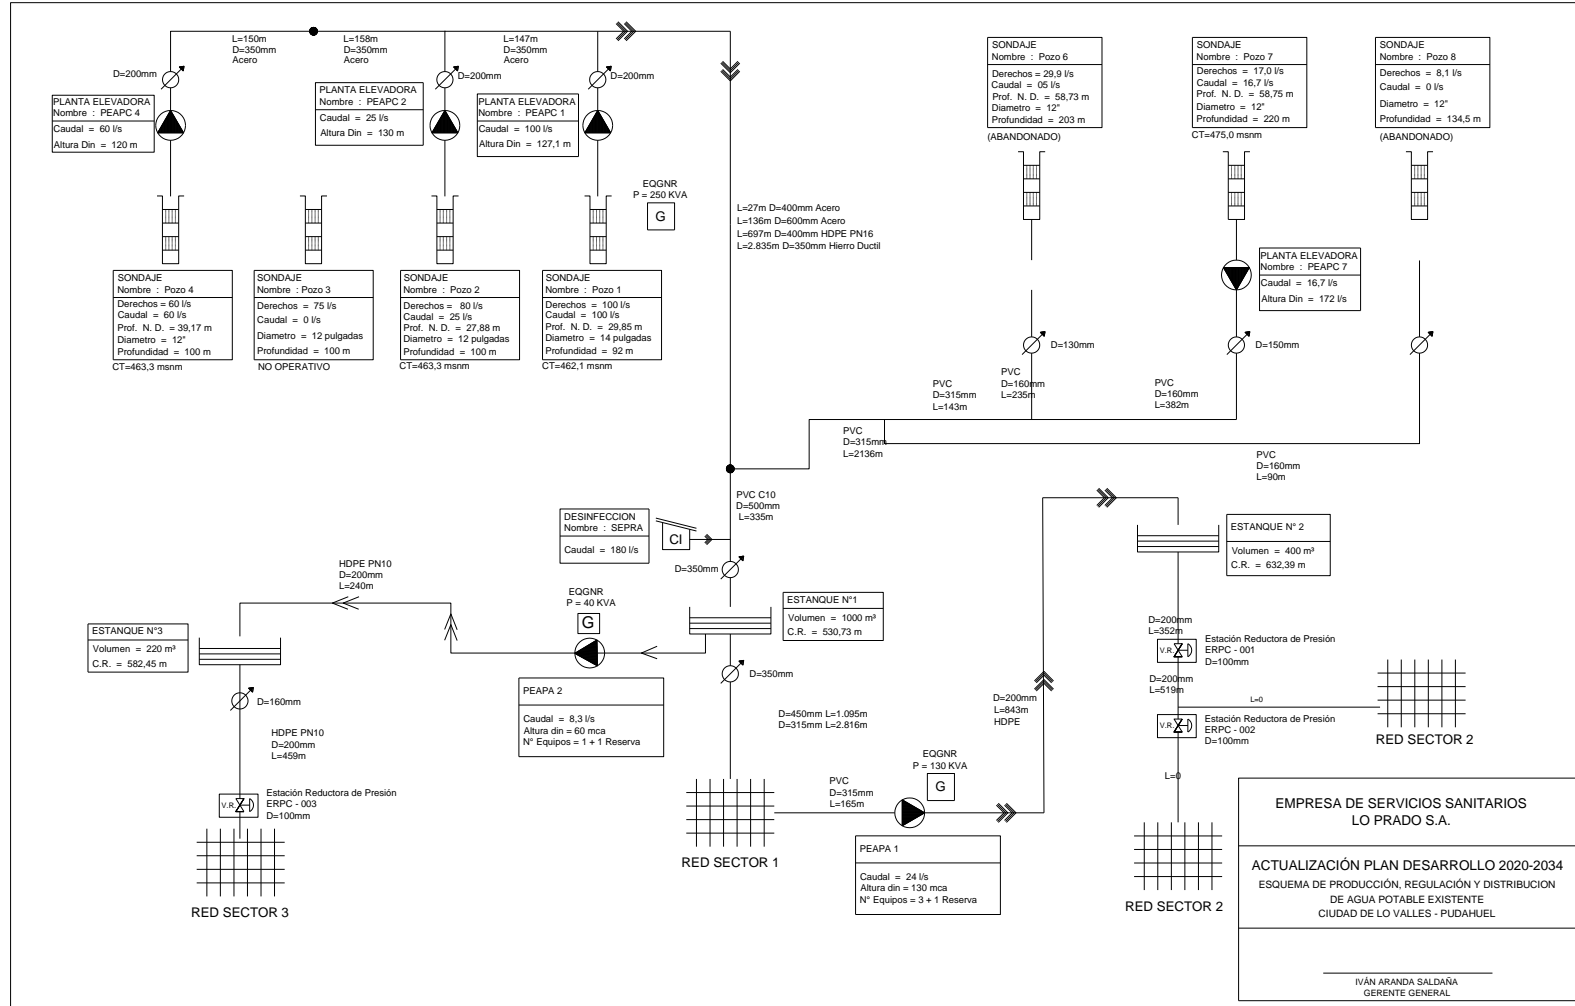 L=150m
D=350mm
Acero
L=158m
D=350mm
Acero
L=147m
D=350mm
Acero
D=200mm
D=200mm
D=200mm
PLANTA ELEVADORA
Nombre : PEAPC 4
Caudal = 60 l/s
Altura Din = 120 m
PLANTA ELEVADORA
Nombre : PEAPC 2
Caudal = 25 l/s
Altura Din = 130 m
PLANTA ELEVADORA
Nombre : PEAPC 1
Caudal = 100 l/s
Altura Din = 127,1 m
EQGNR
P = 250 KVA
G
SONDAJE
Nombre : Pozo 4
Derechos = 60 l/s
Caudal = 60 l/s
Prof. N. D. = 39,17 m
Diametro = 12"
Profundidad = 100 m
CT=463,3 msnm
SONDAJE
Nombre : Pozo 3
Derechos = 75 l/s
Caudal = 0 l/s
Diametro = 12 pulgadas
Profundidad = 100 m
NO OPERATIVO
SONDAJE
Nombre : Pozo 2
Derechos = 80 l/s
Caudal = 25 l/s
Prof. N. D. = 27,88 m
Diametro = 12 pulgadas
Profundidad = 100 m
CT=463,3 msnm
SONDAJE
Nombre : Pozo 1
Derechos = 100 l/s
Caudal = 100 l/s
Prof. N. D. = 29,85 m
Diametro = 14 pulgadas
Profundidad = 92 m
CT=462,1 msnm
L=27m D=400mm Acero
L=136m D=600mm Acero
L=697m D=400mm HDPE PN16
L=2.835m D=350mm Hierro Ductil
SONDAJE
Nombre : Pozo 6
Derechos = 29,9 l/s
Caudal = 05 l/s
Prof. N. D. = 58,73 m
Diametro = 12"
Profundidad = 203 m
(ABANDONADO)
SONDAJE
Nombre : Pozo 7
Derechos = 17,0 l/s
Caudal = 16,7 l/s
Prof. N. D. = 58,75 m
Diametro = 12"
Profundidad = 220 m
CT=475,0 msnm
SONDAJE
Nombre : Pozo 8
Derechos = 8,1 l/s
Caudal = 0 l/s
Diametro = 12"
Profundidad = 134,5 m
(ABANDONADO)
PLANTA ELEVADORA
Nombre : PEAPC 7
Caudal = 16,7 l/s
Altura Din = 172 l/s
D=130mm
D=150mm
PVC
D=315mm
L=143m
PVC
D=160mm
L=235m
PVC
D=160mm
L=382m
PVC
D=315mm
L=2136m
PVC
D=160mm
L=90m
PVC C10
D=500mm
L=335m
DESINFECCION
Nombre : SEPRA
Caudal = 180 l/s
Cl
D=350mm
ESTANQUE N° 2
Volumen = 400 m³
C.R. = 632,39 m
HDPE PN10
D=200mm
L=240m
EQGNR
P = 40 KVA
G
ESTANQUE N°1
Volumen = 1000 m³
C.R. = 530,73 m
ESTANQUE N°3
Volumen = 220 m³
C.R. = 582,45 m
D=160mm
D=350mm
PEAPA 2
Caudal = 8,3 l/s
Altura din = 60 mca
N° Equipos = 1 + 1 Reserva
D=450mm L=1.095m
D=315mm L=2.816m
D=200mm
L=843m
HDPE
D=200mm
L=352m
V.R.
Estación Reductora de Presión
ERPC - 001
D=100mm
D=200mm
L=519m
L=0
V.R.
Estación Reductora de Presión
ERPC - 002
D=100mm
RED SECTOR 2
L=0
HDPE PN10
D=200mm
L=459m
V.R.
Estación Reductora de Presión
ERPC - 003
D=100mm
RED SECTOR 3
RED SECTOR 1
PVC
D=315mm
L=165m
EQGNR
P = 130 KVA
G
PEAPA 1
Caudal = 24 l/s
Altura din = 130 mca
N° Equipos = 3 + 1 Reserva
RED SECTOR 2
EMPRESA DE SERVICIOS SANITARIOS
LO PRADO S.A.
ACTUALIZACIÓN PLAN DESARROLLO 2020-2034
ESQUEMA DE PRODUCCIÓN, REGULACIÓN Y DISTRIBUCION
DE AGUA POTABLE EXISTENTE
CIUDAD DE LO VALLES - PUDAHUEL
IVÁN ARANDA SALDAÑA
GERENTE GENERAL